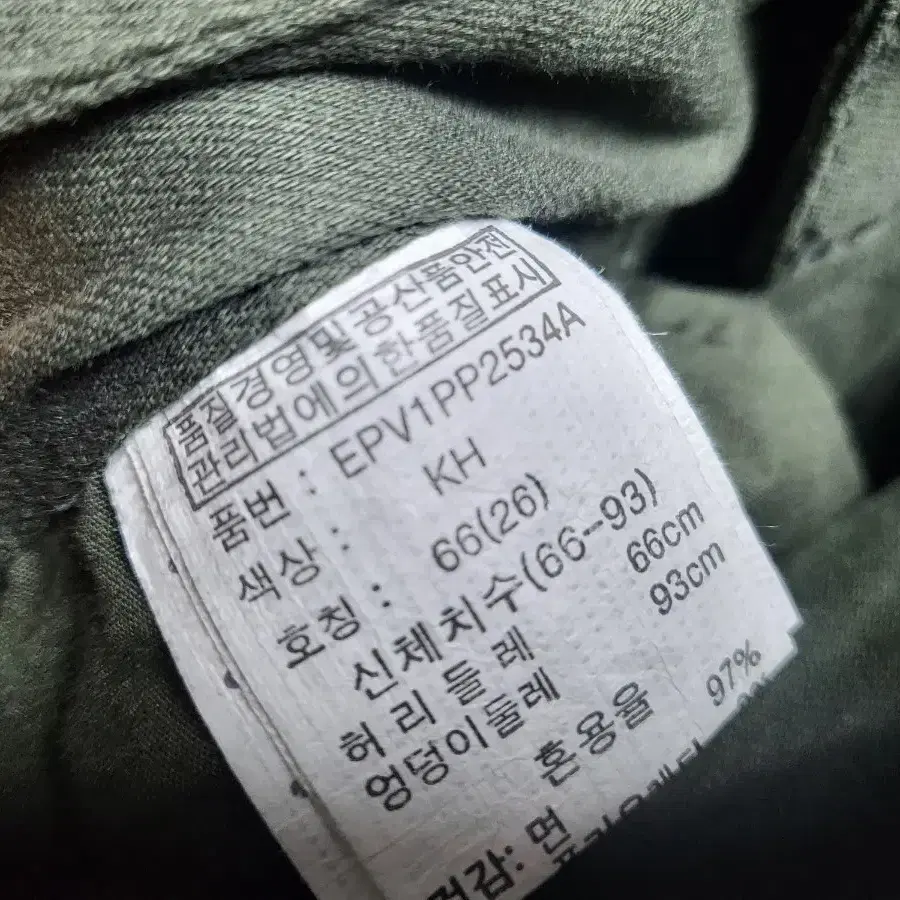 품질경영및공산품안전
관리법에의한품질표시
품번 : EPV1PP2534A
색상 : KH
호칭 : 66(26)
신체치수(66-93)
허리들레 66cm
엉덩이둘레 93cm
혼용율
면 97%